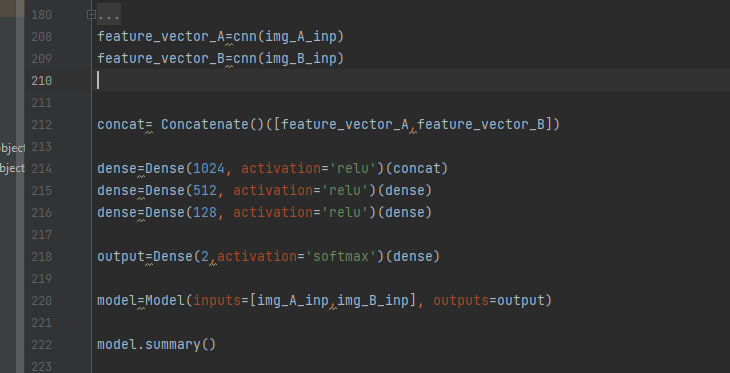 180 ...
208 feature_vector_A=cnn(img_A_inp)
209 feature_vector_B=cnn(img_B_inp)
210
211
212 concat= Concatenate()([feature_vector_A,feature_vector_B])
bject 213
bject 214 dense=Dense(1024, activation='relu')(concat)
215 dense=Dense(512, activation='relu')(dense)
216 dense=Dense(128, activation='relu')(dense)
217
218 output=Dense(2,activation='softmax')(dense)
219
220 model=Model(inputs=[img_A_inp,img_B_inp], outputs=output)
221
222 model.summary()
223